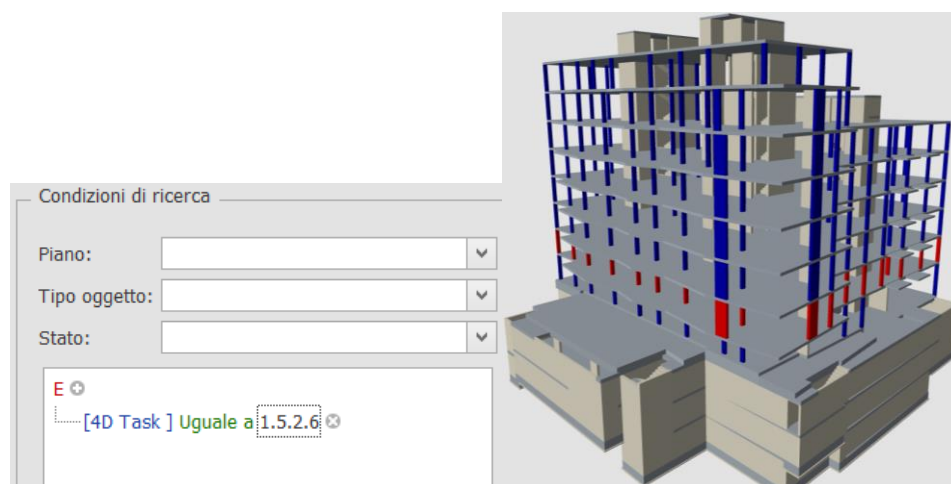 Condizioni di ricerca
Piano:
Tipo oggetto:
Stato:
E
[4D Task ] Uguale a 1.5.2.6